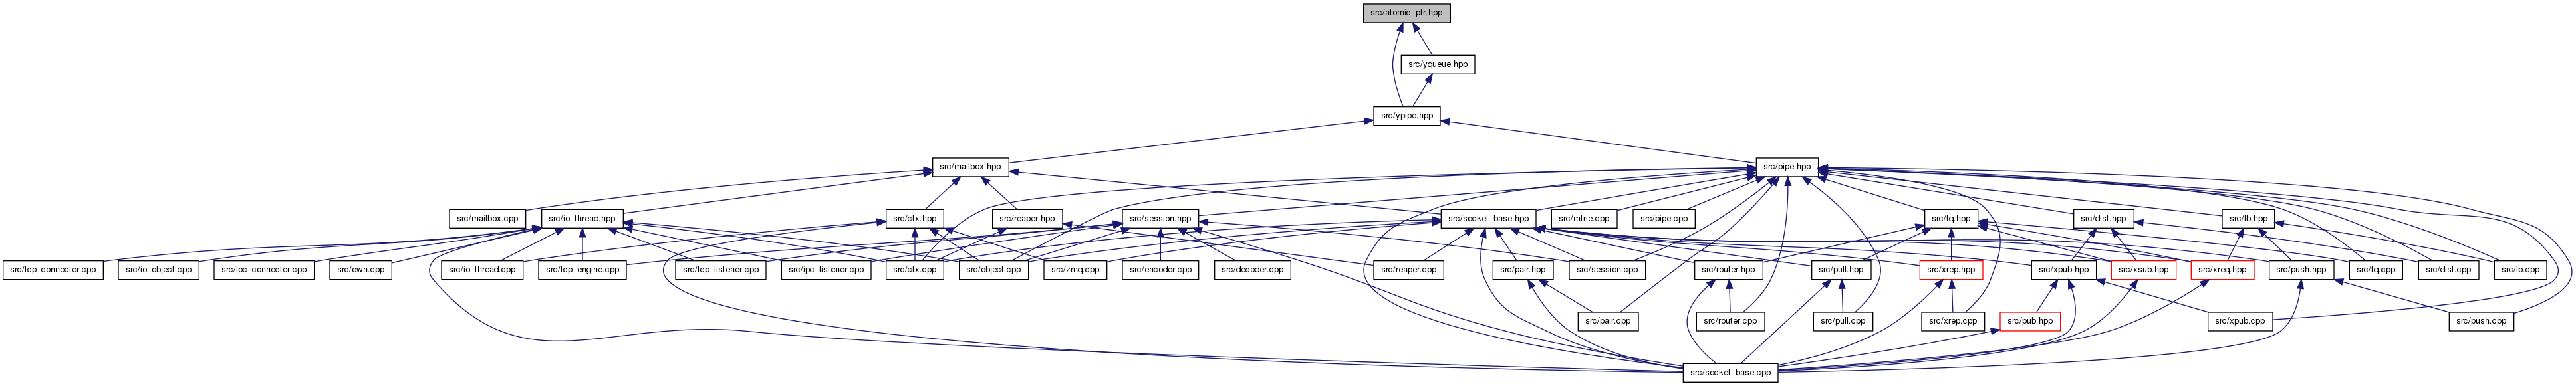 src/atomic_ptr.hpp
src/yqueue.hpp
src/ypipe.hpp
src/mailbox.hpp
src/pipe.hpp
src/mailbox.cpp
src/io_thread.hpp
src/ctx.hpp
src/reaper.hpp
src/session.hpp
src/socket_base.hpp
src/mtrie.cpp
src/pipe.cpp
src/fq.hpp
src/dist.hpp
src/lb.hpp
src/tcp_connecter.cpp
src/io_object.cpp
src/ipc_connecter.cpp
src/own.cpp
src/io_thread.cpp
src/tcp_engine.cpp
src/tcp_listener.cpp
src/ipc_listener.cpp
src/ctx.cpp
src/object.cpp
src/zmq.cpp
src/encoder.cpp
src/decoder.cpp
src/reaper.cpp
src/pair.hpp
src/session.cpp
src/router.hpp
src/pull.hpp
src/xrep.hpp
src/xpub.hpp
src/xsub.hpp
src/xreq.hpp
src/push.hpp
src/fq.cpp
src/dist.cpp
src/lb.cpp
src/pair.cpp
src/router.cpp
src/pull.cpp
src/xrep.cpp
src/pub.hpp
src/xpub.cpp
src/push.cpp
src/socket_base.cpp